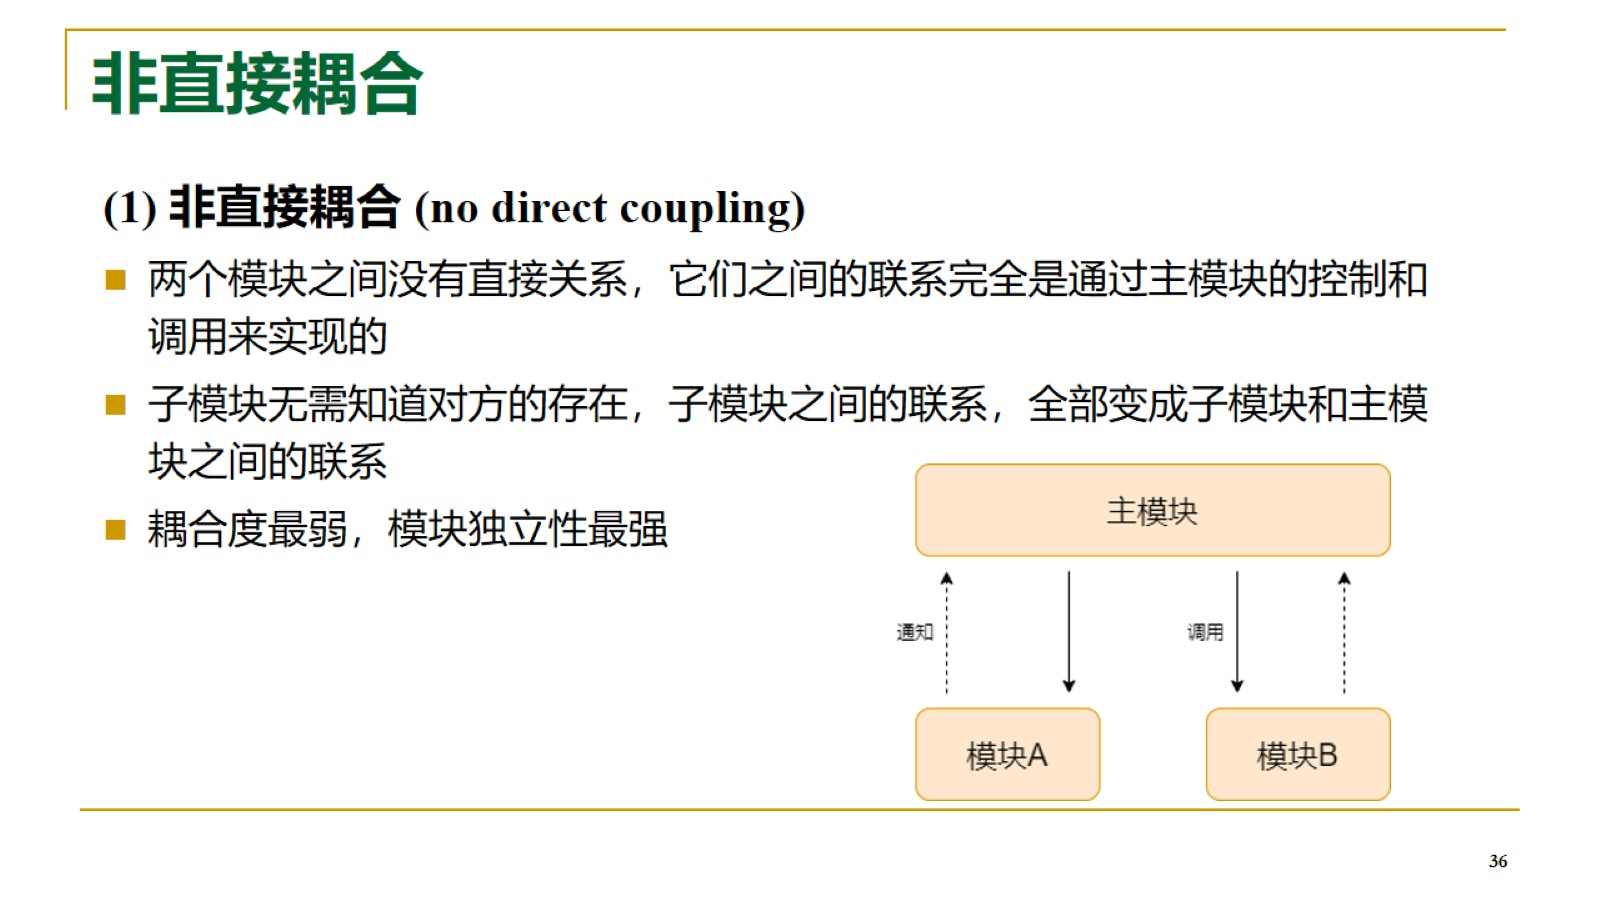 非直接耦合
(1) 非直接耦合 (no direct coupling)
两个模块之间没有直接关系，它们之间的联系完全是通过主模块的控制和
调用来实现的
子模块无需知道对方的存在，子模块之间的联系，全部变成子模块和主模
块之间的联系
耦合度最弱，模块独立性最强
主模块
通知
调用
模块A
模块B
36